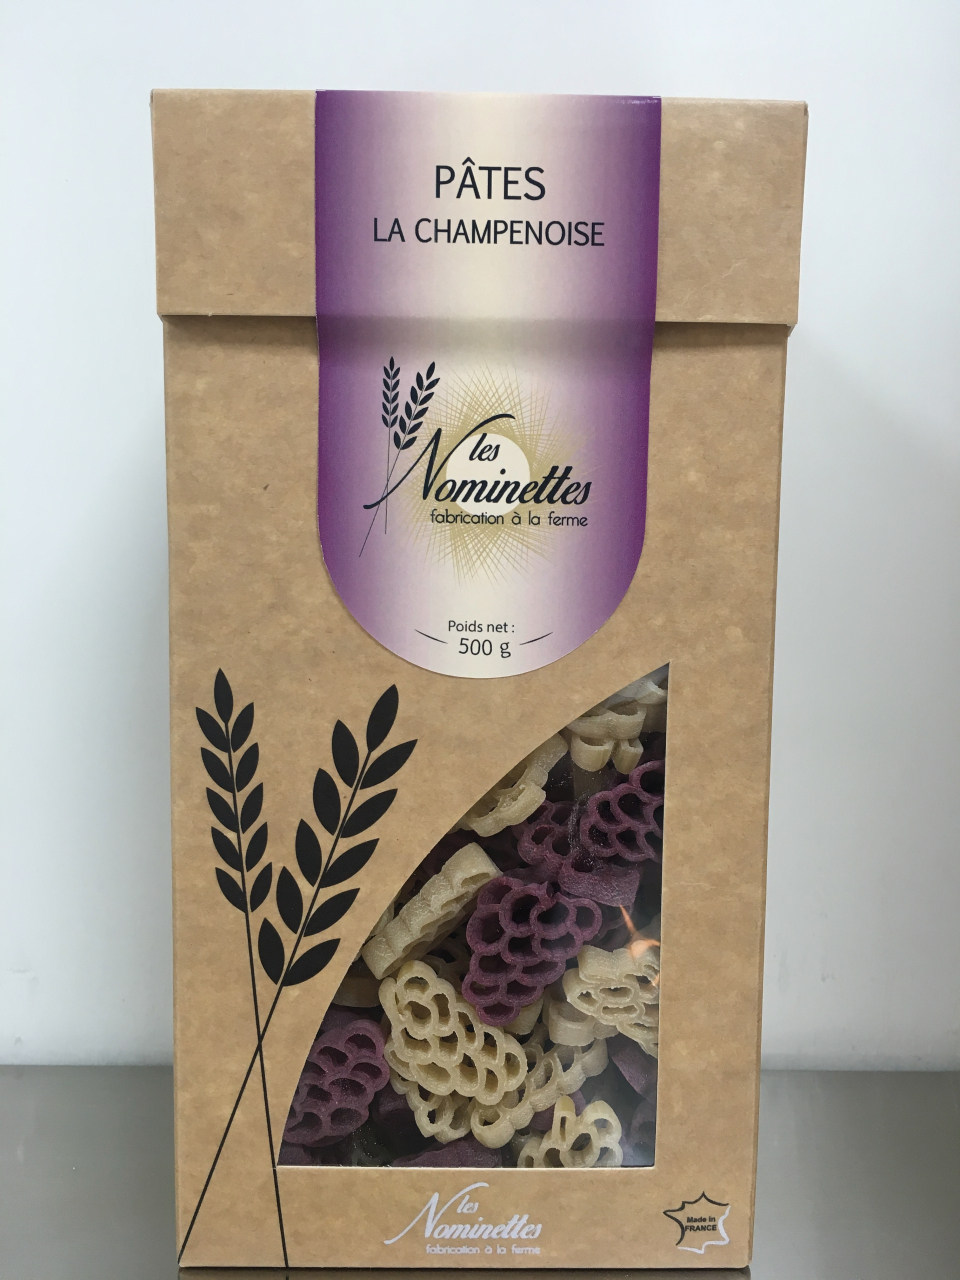 PÂTES
LA CHAMPENOISE
les
Nominettes
fabrication à la ferme
Poids net :
500 g
les
Nominettes
fabrication à la ferme
Made in
FRANCE